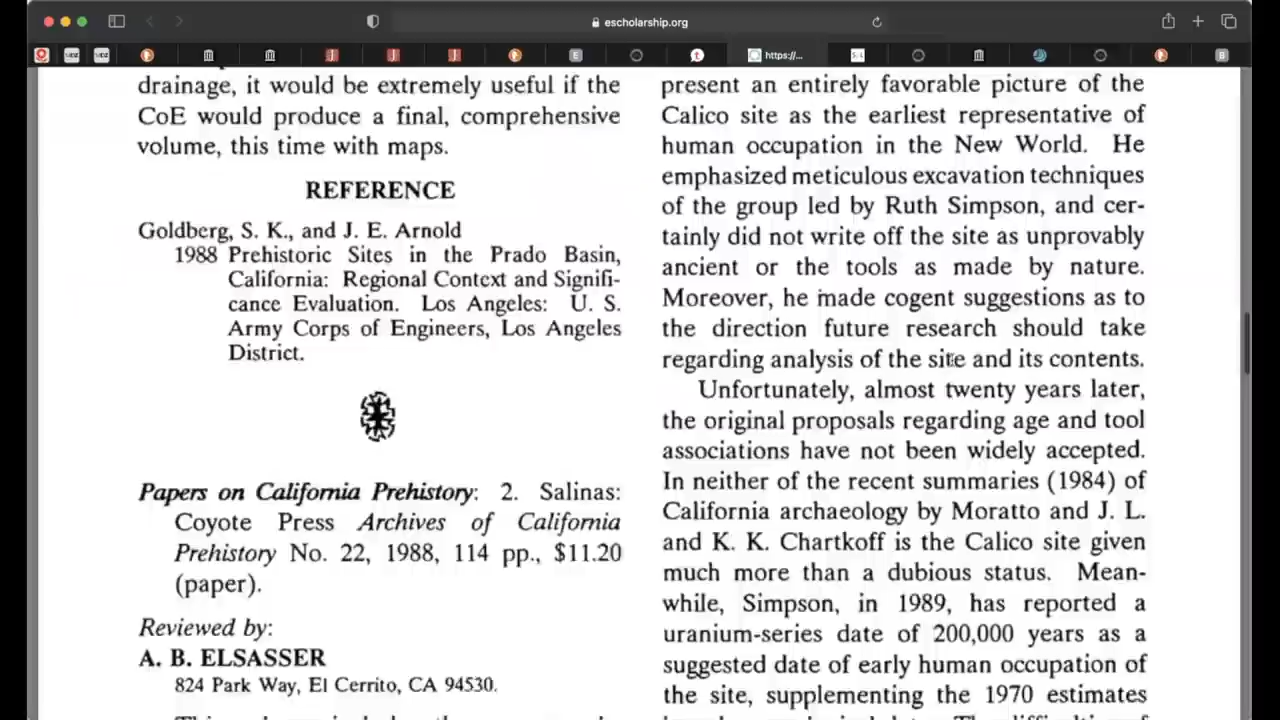 escholarship.org
https://...
drainage, it would be extremely useful if the
CoE would produce a final, comprehensive
volume, this time with maps.
REFERENCE
Goldberg, S. K., and J. E. Arnold
1988 Prehistoric Sites in the Prado Basin,
California: Regional Context and Signifi-
cance Evaluation. Los Angeles: U. S.
Army Corps of Engineers, Los Angeles
District.
Papers on California Prehistory: 2. Salinas:
Coyote Press Archives of California
Prehistory No. 22, 1988, 114 pp., $11.20
(paper).
Reviewed by:
A. B. ELSASSER
824 Park Way, El Cerrito, CA 94530.
present an entirely favorable picture of the
Calico site as the earliest representative of
human occupation in the New World. He
emphasized meticulous excavation techniques
of the group led by Ruth Simpson, and cer-
tainly did not write off the site as unprovably
ancient or the tools as made by nature.
Moreover, he made cogent suggestions as to
the direction future research should take
regarding analysis of the site and its contents.
Unfortunately, almost twenty years later,
the original proposals regarding age and tool
associations have not been widely accepted.
In neither of the recent summaries (1984) of
California archaeology by Moratto and J. L.
and K. K. Chartkoff is the Calico site given
much more than a dubious status. Mean-
while, Simpson, in 1989, has reported a
uranium-series date of 200,000 years as a
suggested date of early human occupation of
the site, supplementing the 1970 estimates